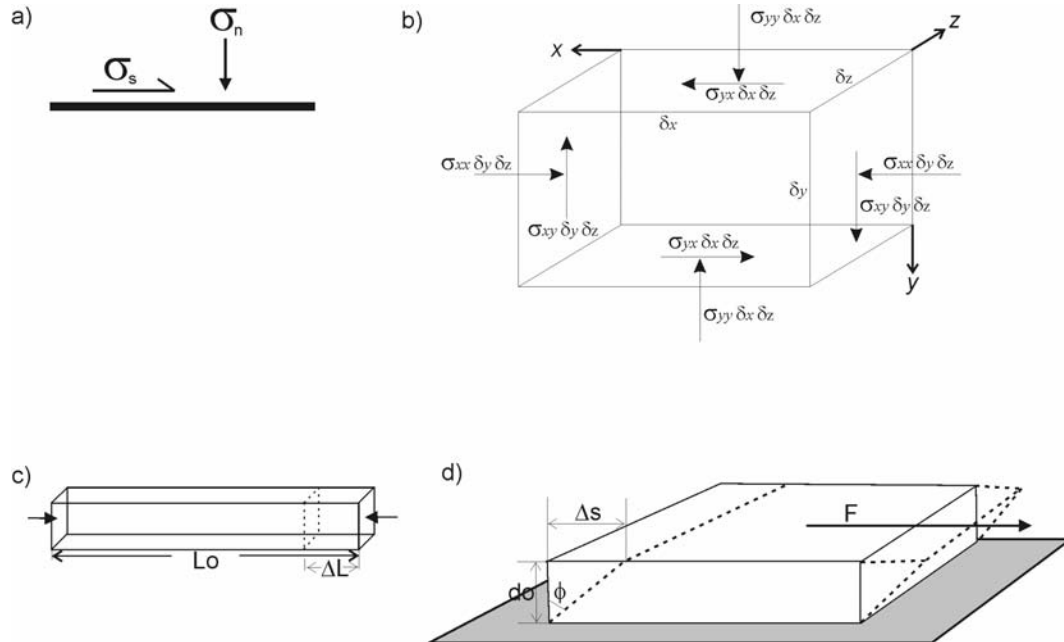 a)
σn
σs
b)
σyy δx δz
x
z
σyx δx δz
δz
δx
σxx δy δz
σxx δy δz
δy
σxy δy δz
σxy δy δz
σyx δx δz
y
σyy δx δz
c)
Lo
ΔL
d)
Δs
F
do
ϕ